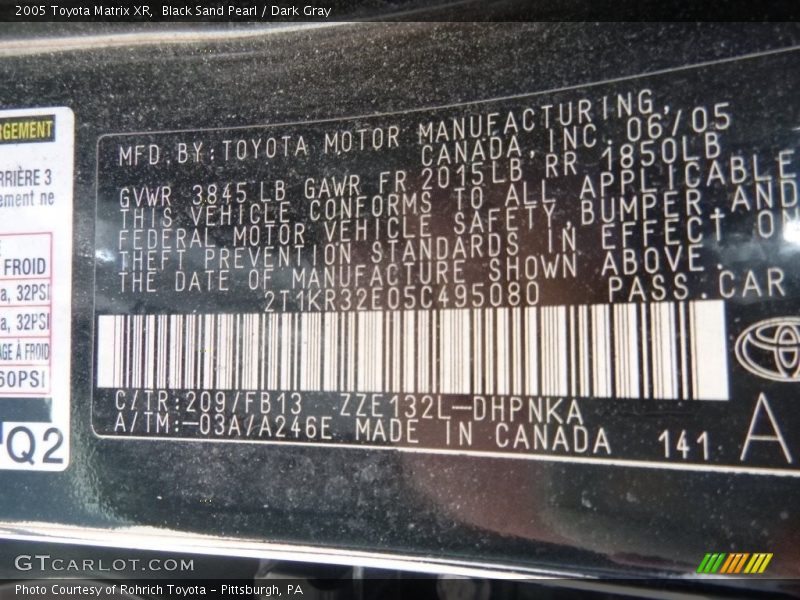 2005 Toyota Matrix XR, Black Sand Pearl / Dark Gray
RGEMENT
RRIÈRE 3
ement ne
FROID
a, 32PSI
a, 32PSI
AGE À FROID
60PSI
Q2
MFD.BY:TOYOTA MOTOR MANUFACTURING,
CANADA,INC.06/05
GVWR 3845LB GAWR FR 2015LB,RR 1850LB
THIS VEHICLE CONFORMS TO ALL APPLICABLE
FEDERAL MOTOR VEHICLE SAFETY,BUMPER AND
THEFT PREVENTION STANDARDS IN EFFECT ON
THE DATE OF MANUFACTURE SHOWN ABOVE.
2T1KR32E05C495080 PASS.CAR
C/TR:209/FB13 ZZE132L-DHPNKA
A/TM:-03A/A246E MADE IN CANADA 141 A
GTCARLOT.COM
Photo Courtesy of Rohrich Toyota - Pittsburgh, PA